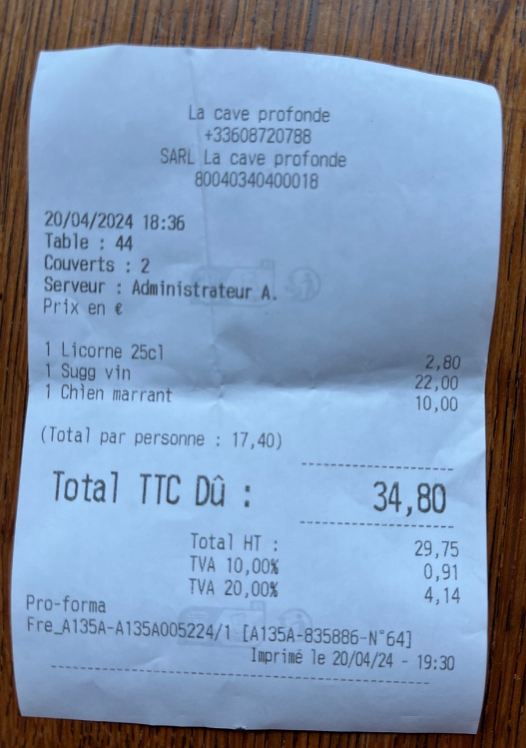 La cave profonde
+33608720788
SARL La cave profonde
80040340400018
20/04/2024 18:36
Table : 44
Couverts : 2
Serveur : Administrateur A.
Prix en €
1 Licorne 25cl 2,80
1 Sugg vin 22,00
1 Chien marrant 10,00
(Total par personne : 17,40)
Total TTC Dû : 34,80
Total HT : 29,75
TVA 10,00% 0,91
TVA 20,00% 4,14
Pro-forma
Fre_A135A-A135A005224/1 [A135A-835886-N°64]
Imprimé le 20/04/24 - 19:30